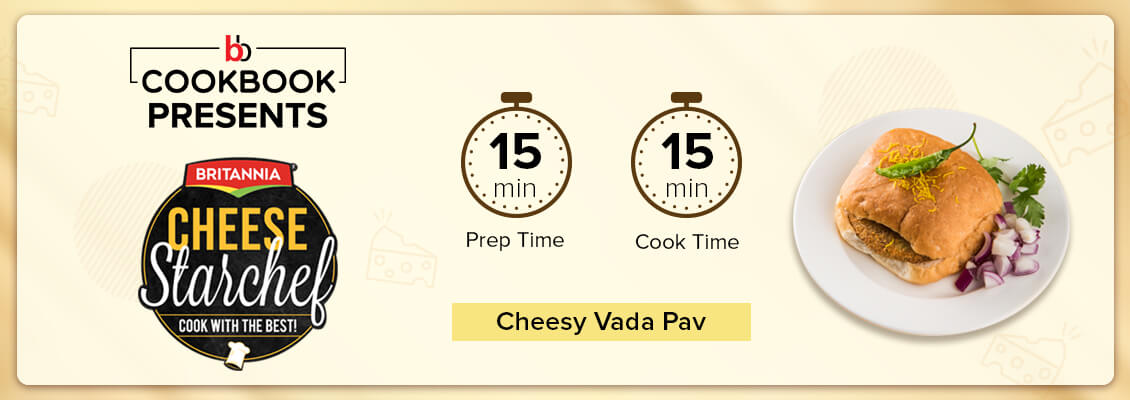 bb
COOKBOOK
PRESENTS
BRITANNIA
CHEESE
Starchef
COOK WITH THE BEST!
15
min
Prep Time
15
min
Cook Time
Cheesy Vada Pav